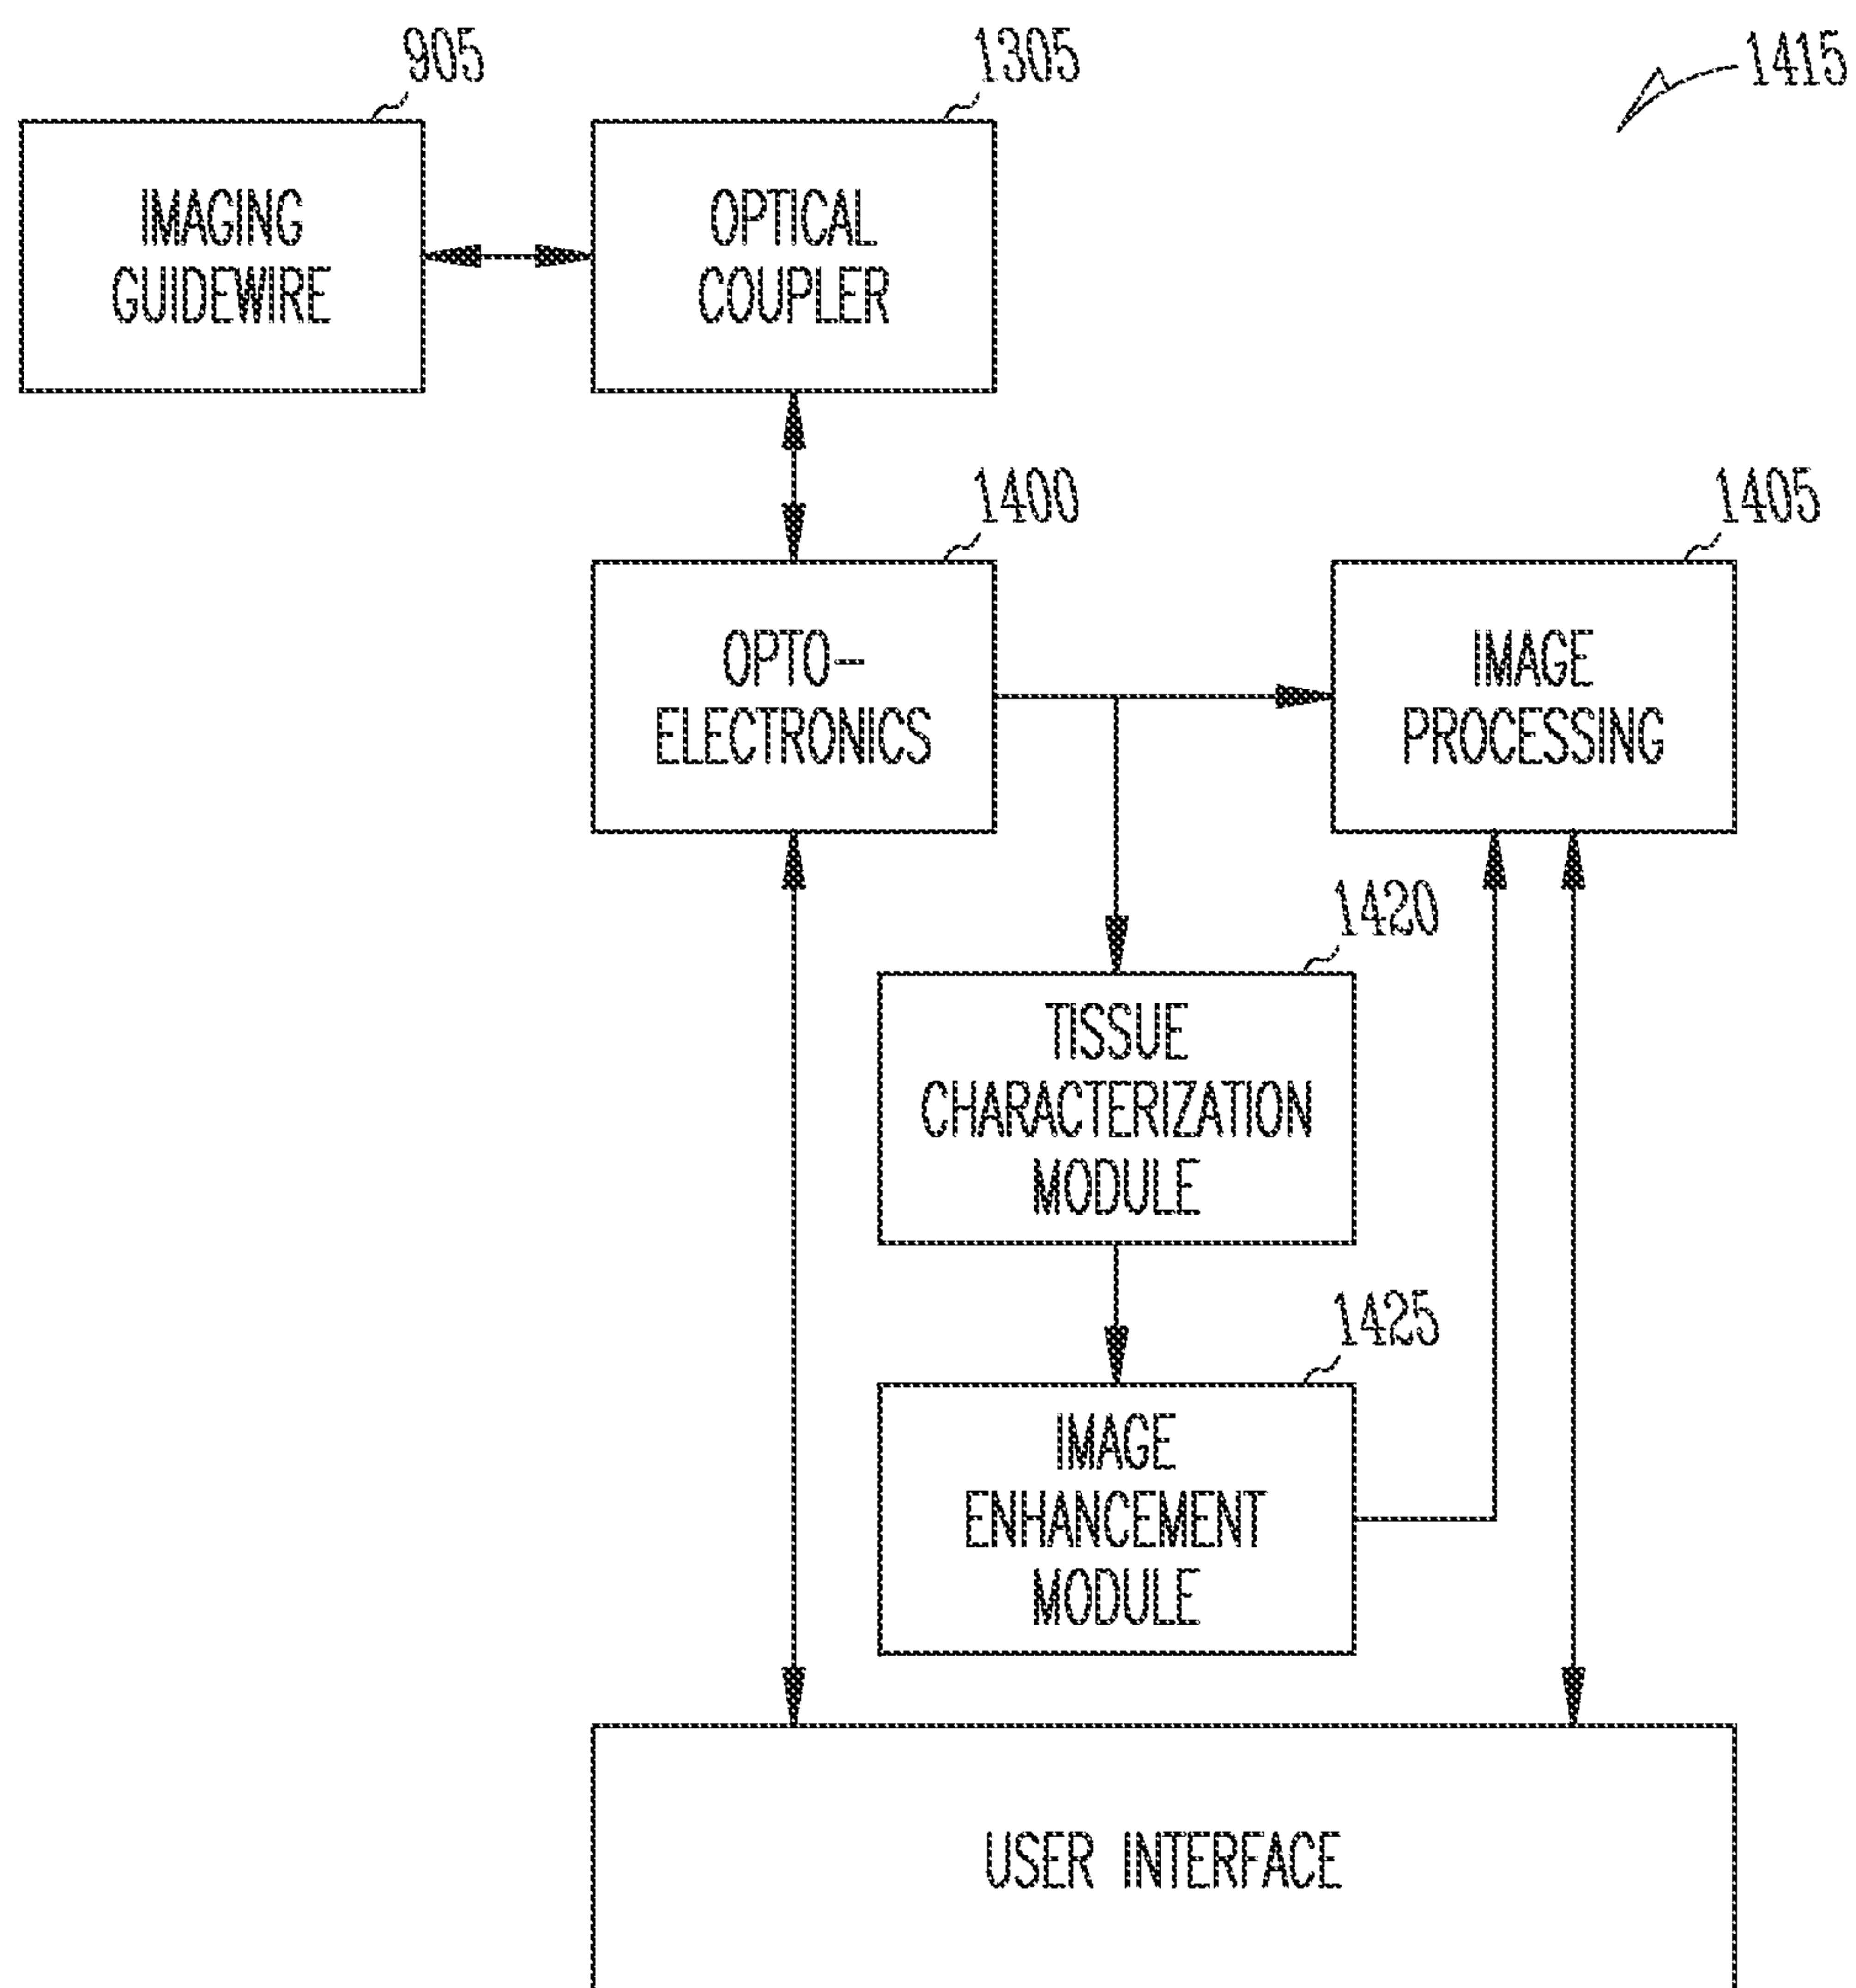 905
1305
1415
IMAGING
GUIDEWIRE
OPTICAL
COUPLER
1400
1405
OPTO-
ELECTRONICS
IMAGE
PROCESSING
1420
TISSUE
CHARACTERIZATION
MODULE
1425
IMAGE
ENHANCEMENT
MODULE
USER INTERFACE